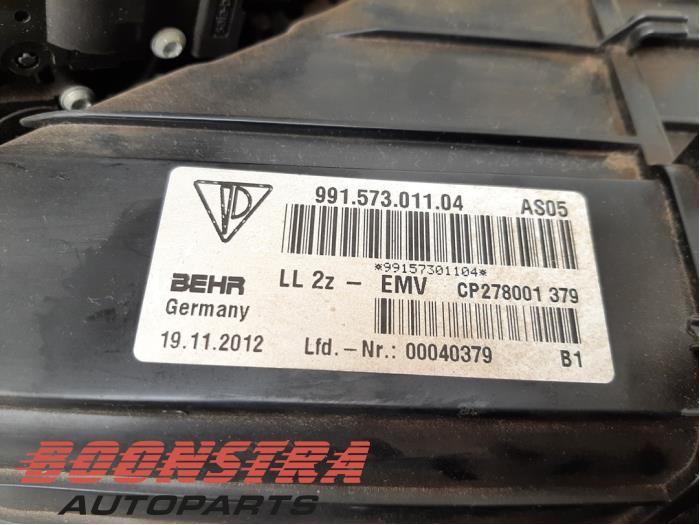 991.573.011.04 AS05
*99157301104*
BEHR LL 2z - EMV CP278001 379
Germany
19.11.2012 Lfd.-Nr.: 00040379 B1
BOONSTRA
AUTOPARTS